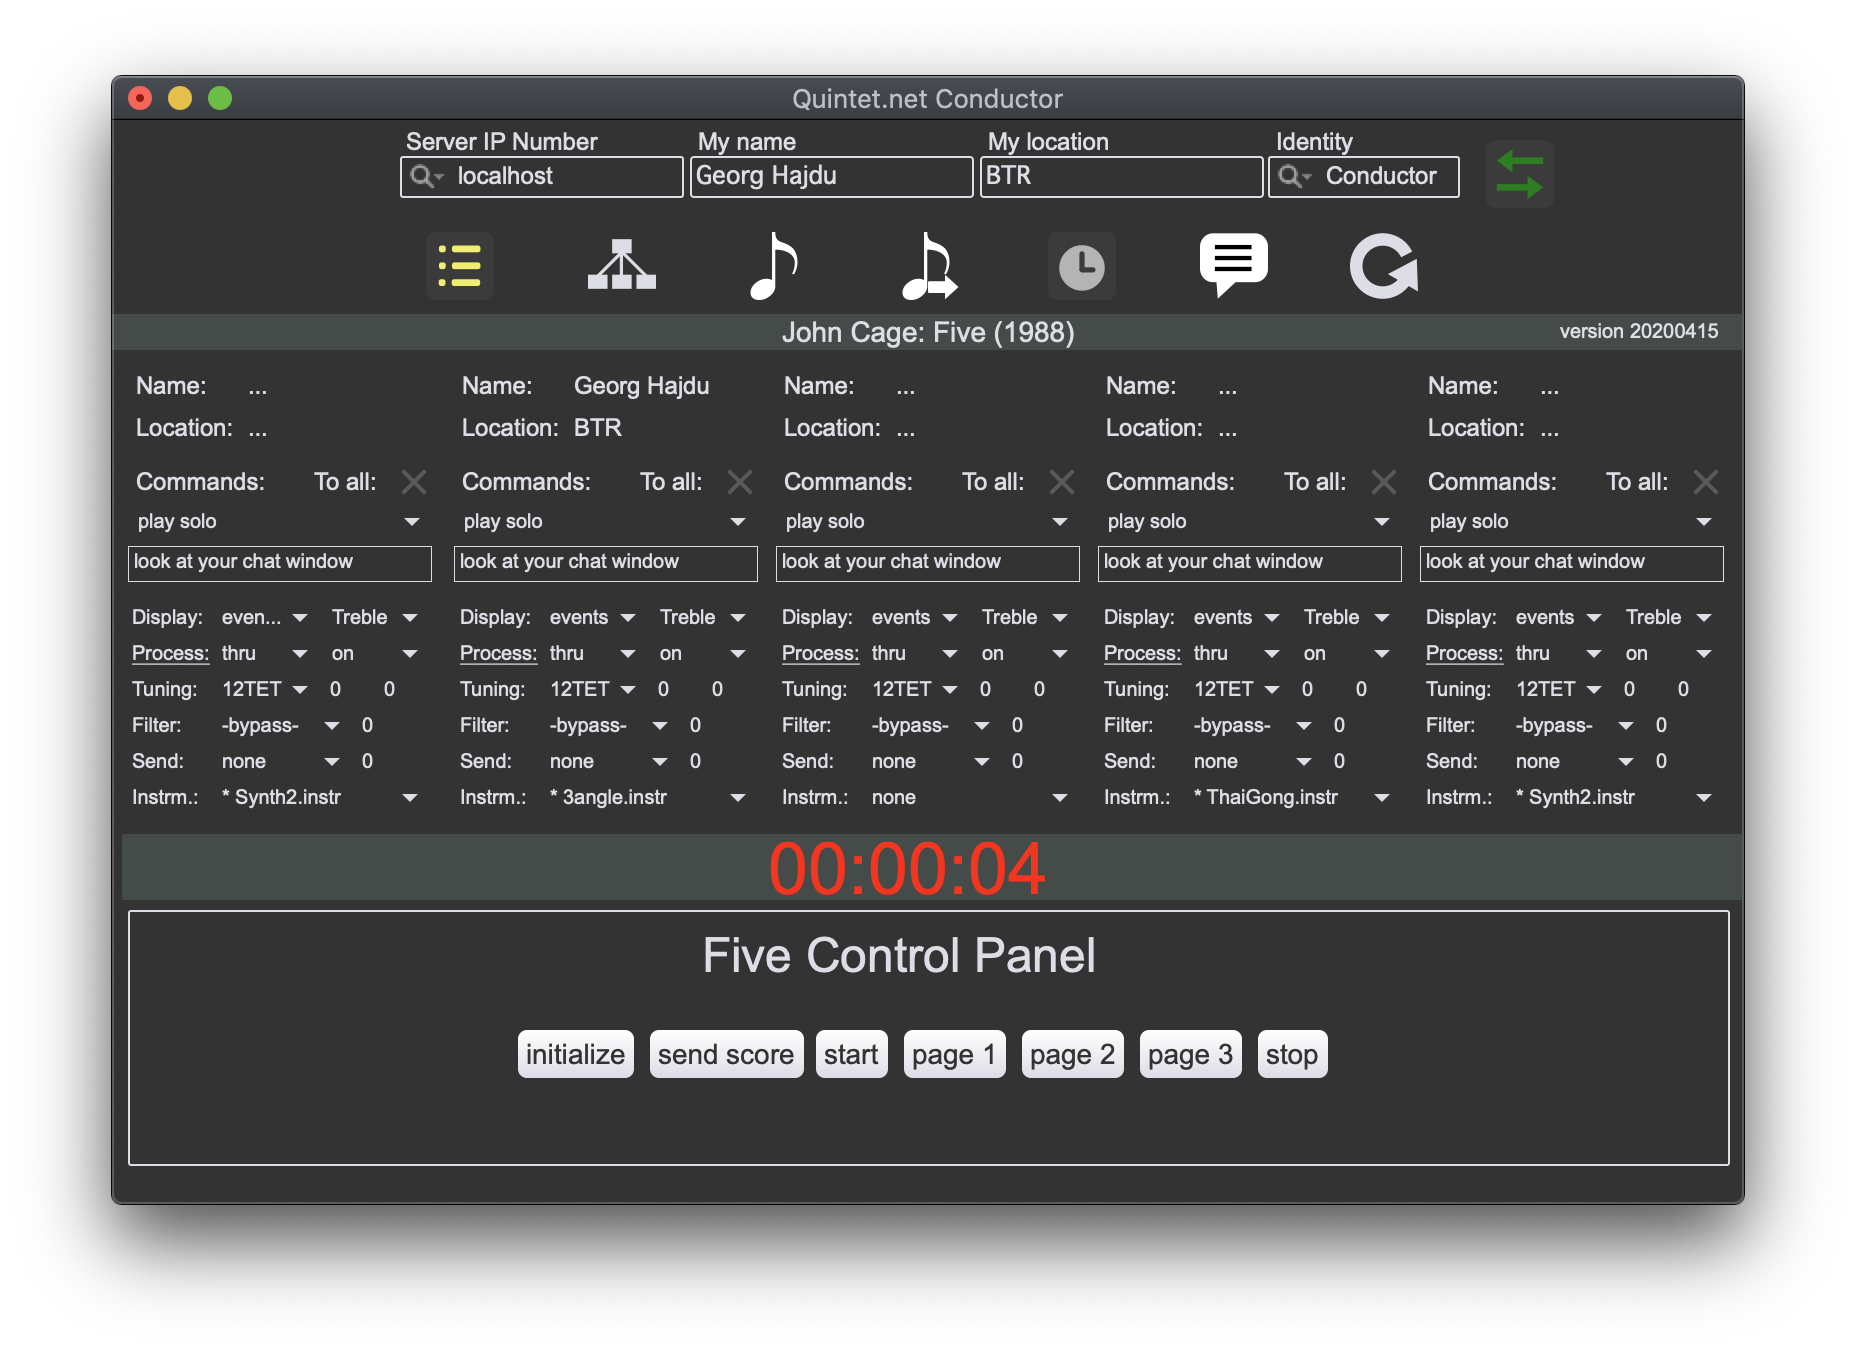 Quintet.net Conductor
Server IP Number My name My location Identity
localhost Georg Hajdu BTR Conductor
John Cage: Five (1988) version 20200415
Name: ... Name: Georg Hajdu Name: ... Name: ... Name: ...
Location: ... Location: BTR Location: ... Location: ... Location: ...
Commands: To all: Commands: To all: Commands: To all: Commands: To all: Commands: To all:
play solo play solo play solo play solo play solo
look at your chat window look at your chat window look at your chat window look at your chat window look at your chat window
Display: even... Treble Display: events Treble Display: events Treble Display: events Treble Display: events Treble
Process: thru on Process: thru on Process: thru on Process: thru on Process: thru on
Tuning: 12TET 0 0 Tuning: 12TET 0 0 Tuning: 12TET 0 0 Tuning: 12TET 0 0 Tuning: 12TET 0 0
Filter: -bypass- 0 Filter: -bypass- 0 Filter: -bypass- 0 Filter: -bypass- 0 Filter: -bypass- 0
Send: none 0 Send: none 0 Send: none 0 Send: none 0 Send: none 0
Instrm.: * Synth2.instr Instrm.: * 3angle.instr Instrm.: none Instrm.: * ThaiGong.instr Instrm.: * Synth2.instr
00:00:04
Five Control Panel
initialize send score start page 1 page 2 page 3 stop